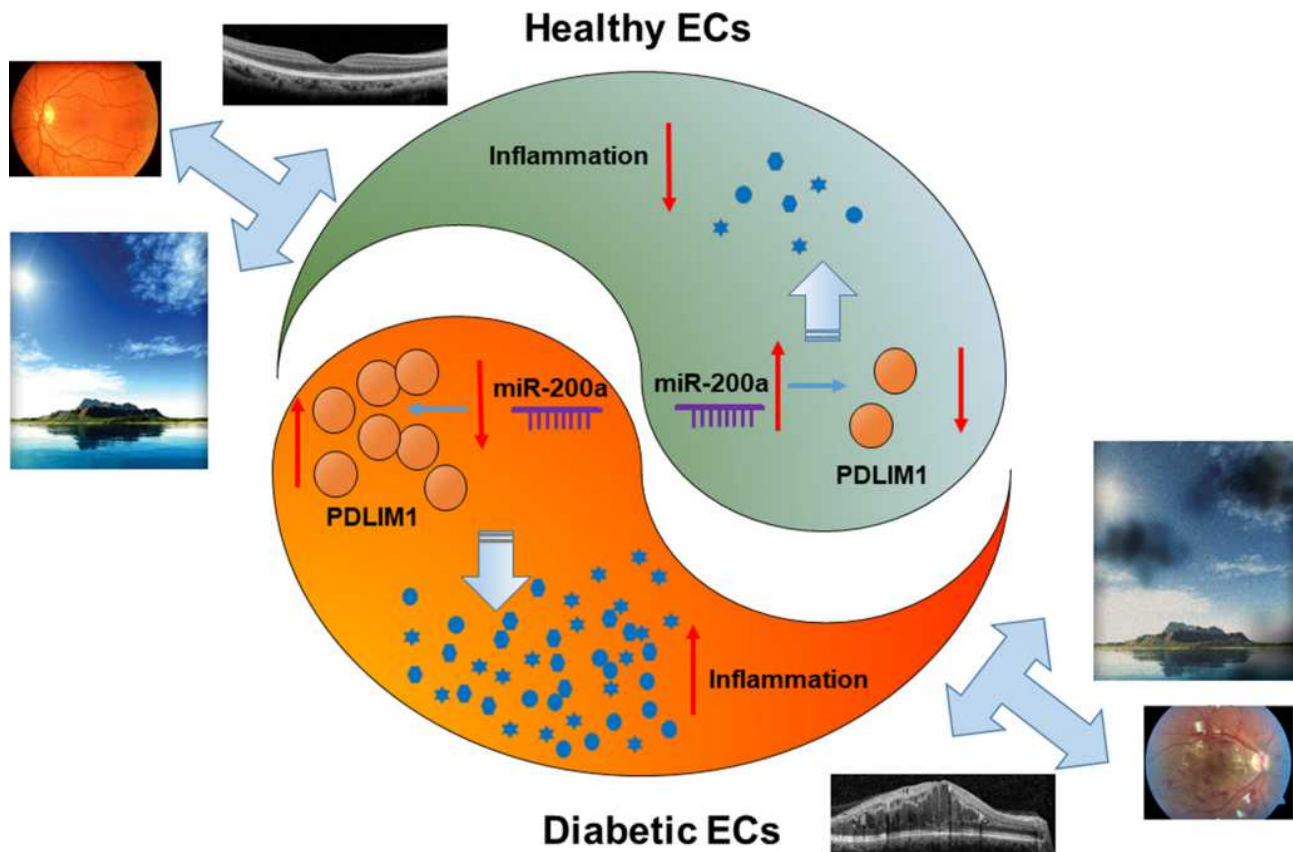 Healthy ECs
Inflammation
miR-200a
miR-200a
PDLIM1
PDLIM1
Inflammation
Diabetic ECs